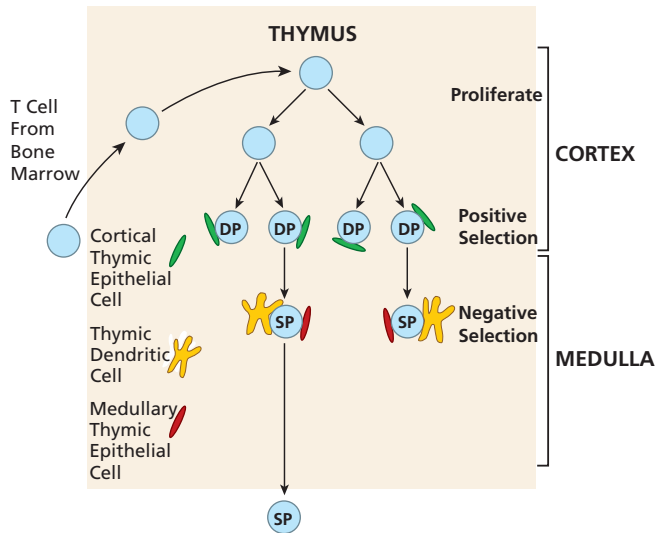 THYMUS
T Cell
From
Bone
Marrow
Proliferate
CORTEX
DP
DP
DP
DP
Positive
Selection
Cortical
Thymic
Epithelial
Cell
SP
SP
Negative
Selection
Thymic
Dendritic
Cell
MEDULLA
Medullary
Thymic
Epithelial
Cell
SP